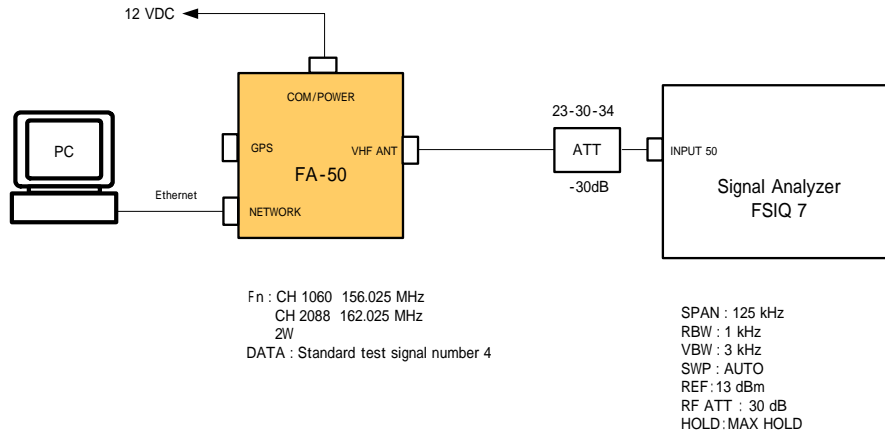 12 VDC
COM/POWER
GPS
VHF ANT
FA-50
NETWORK
PC
Ethernet
23-30-34
ATT
-30dB
INPUT 50
Signal Analyzer
FSIQ 7
Fn : CH 1060 156.025 MHz
CH 2088 162.025 MHz
2W
DATA : Standard test signal number 4
SPAN : 125 kHz
RBW : 1 kHz
VBW : 3 kHz
SWP : AUTO
REF : 13 dBm
RF ATT : 30 dB
HOLD : MAX HOLD